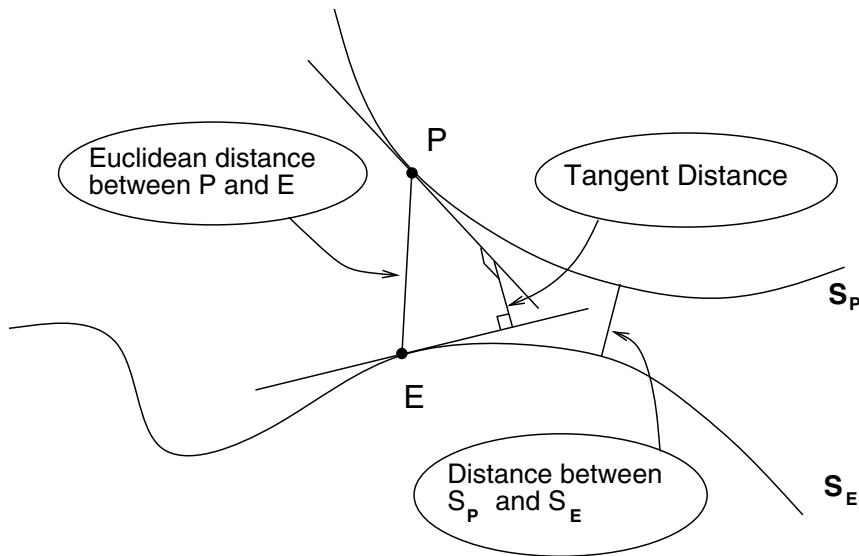 P
Euclidean distance
between P and E
Tangent Distance
S_P
E
Distance between
S_P and S_E
S_E